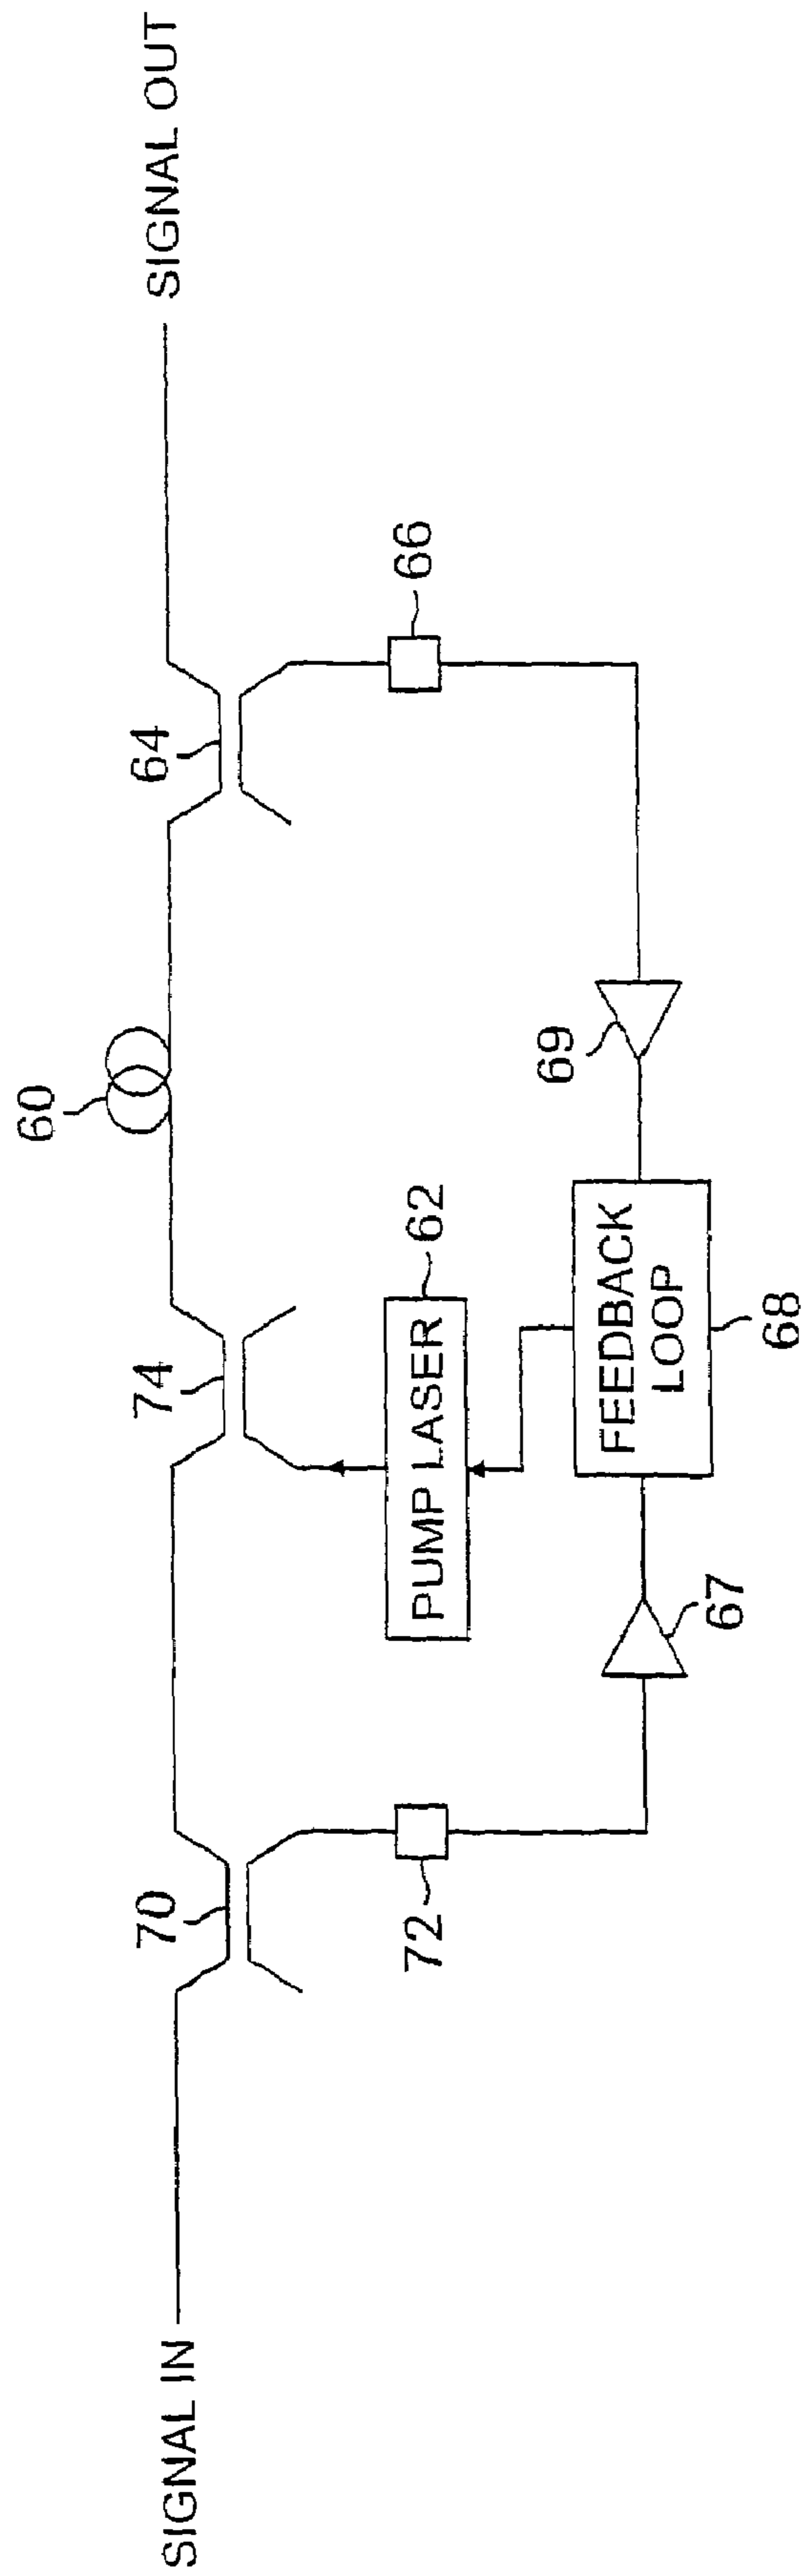 60
SIGNAL IN
70
74
64
SIGNAL OUT
72
PUMP LASER
62
66
67
FEEDBACK
LOOP
69
68